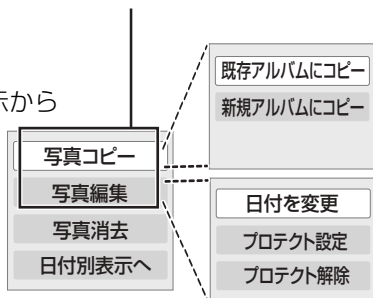 示から
写真コピー
写真編集
写真消去
日付別表示へ
既存アルバムにコピー
新規アルバムにコピー
日付を変更
プロテクト設定
プロテクト解除